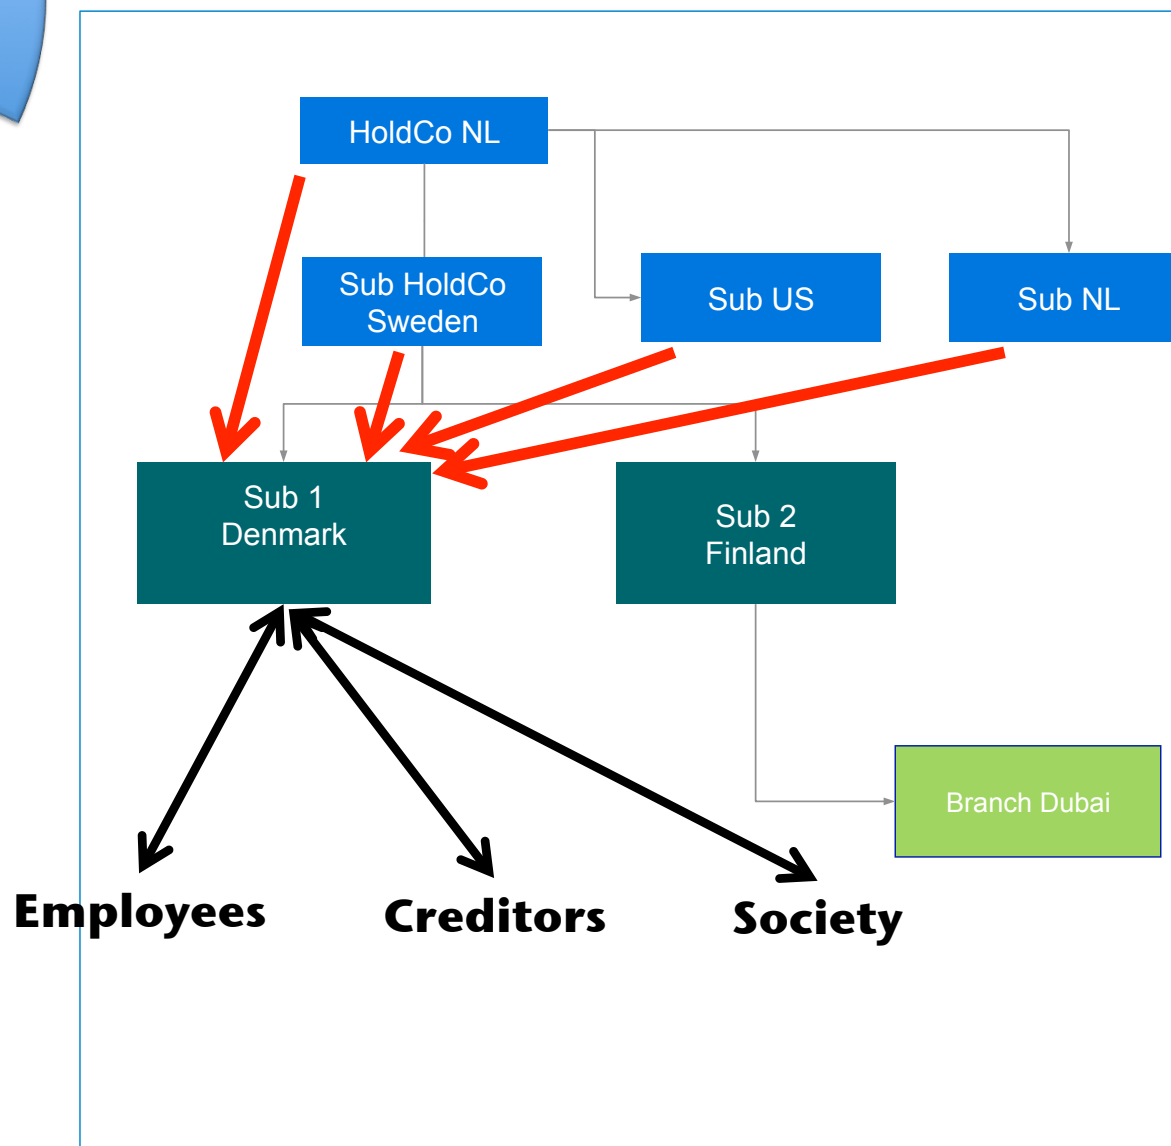 HoldCo NL
Sub HoldCo
Sweden
Sub US
Sub NL
Sub 1
Denmark
Sub 2
Finland
Branch Dubai
Employees
Creditors
Society